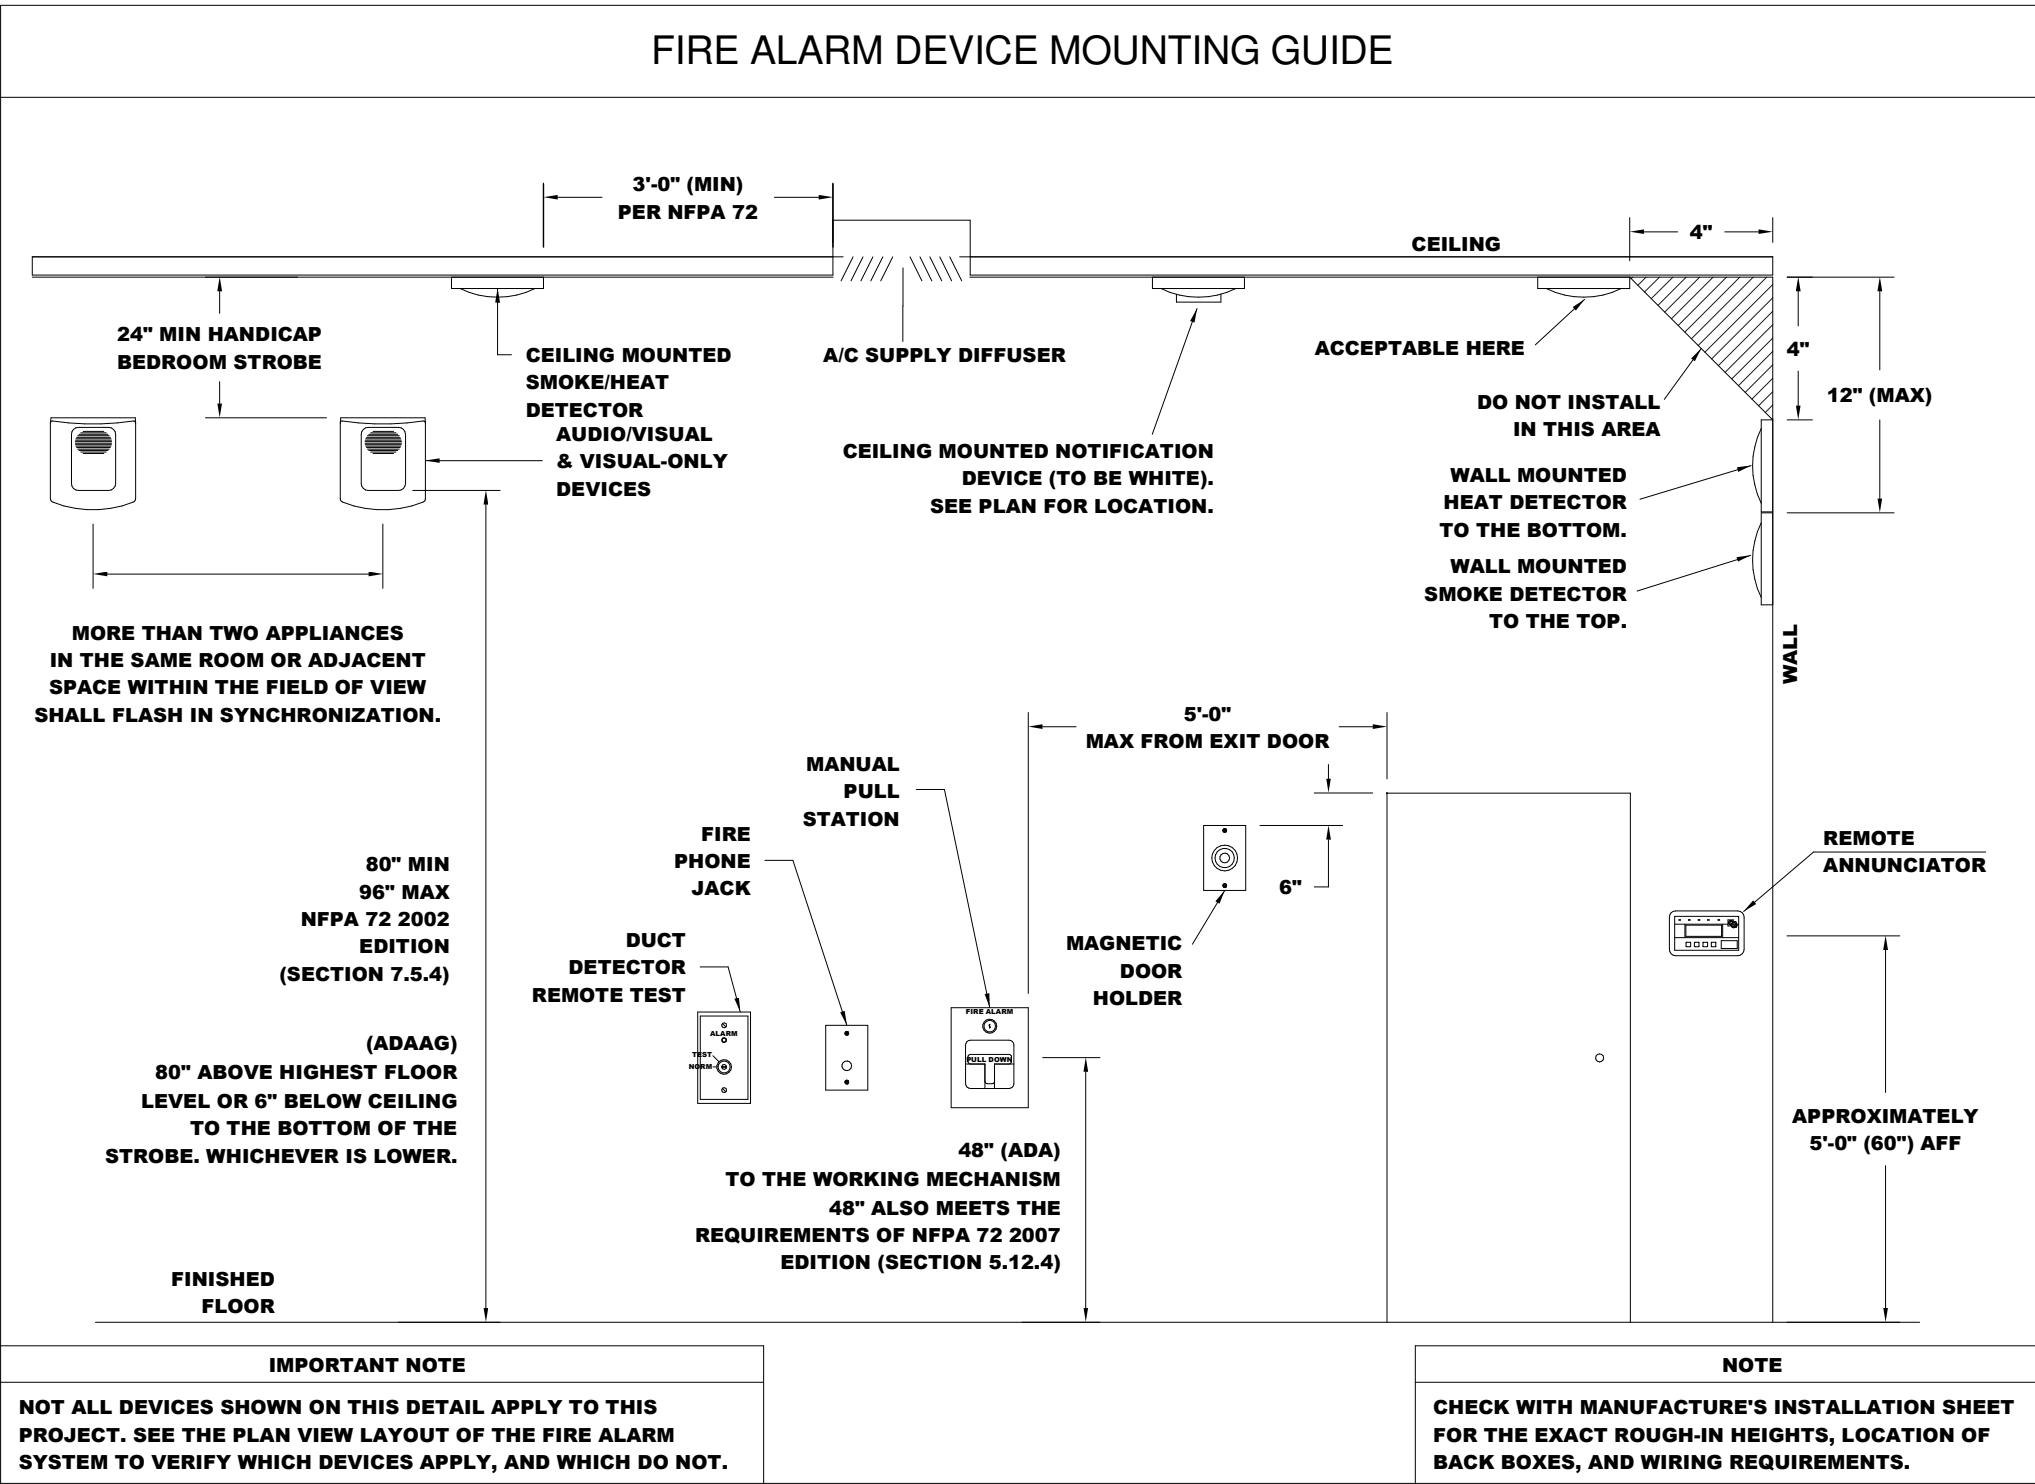 FIRE ALARM DEVICE MOUNTING GUIDE
3'-0" (MIN)
PER NFPA 72
CEILING
4"
24" MIN HANDICAP
BEDROOM STROBE
CEILING MOUNTED
SMOKE/HEAT
DETECTOR
AUDIO/VISUAL
& VISUAL-ONLY
DEVICES
A/C SUPPLY DIFFUSER
CEILING MOUNTED NOTIFICATION
DEVICE (TO BE WHITE).
SEE PLAN FOR LOCATION.
ACCEPTABLE HERE
DO NOT INSTALL
IN THIS AREA
4"
12" (MAX)
WALL MOUNTED
HEAT DETECTOR
TO THE BOTTOM.
WALL MOUNTED
SMOKE DETECTOR
TO THE TOP.
WALL
MORE THAN TWO APPLIANCES
IN THE SAME ROOM OR ADJACENT
SPACE WITHIN THE FIELD OF VIEW
SHALL FLASH IN SYNCHRONIZATION.
5'-0"
MAX FROM EXIT DOOR
MANUAL
PULL
STATION
FIRE
PHONE
JACK
DUCT
DETECTOR
REMOTE TEST
6"
MAGNETIC
DOOR
HOLDER
REMOTE
ANNUNCIATOR
80" MIN
96" MAX
NFPA 72 2002
EDITION
(SECTION 7.5.4)
(ADAAG)
80" ABOVE HIGHEST FLOOR
LEVEL OR 6" BELOW CEILING
TO THE BOTTOM OF THE
STROBE. WHICHEVER IS LOWER.
ALARM
TEST
NORM
FIRE ALARM
PULL DOWN
48" (ADA)
TO THE WORKING MECHANISM
48" ALSO MEETS THE
REQUIREMENTS OF NFPA 72 2007
EDITION (SECTION 5.12.4)
APPROXIMATELY
5'-0" (60") AFF
FINISHED
FLOOR
IMPORTANT NOTE
NOT ALL DEVICES SHOWN ON THIS DETAIL APPLY TO THIS
PROJECT. SEE THE PLAN VIEW LAYOUT OF THE FIRE ALARM
SYSTEM TO VERIFY WHICH DEVICES APPLY, AND WHICH DO NOT.
NOTE
CHECK WITH MANUFACTURE'S INSTALLATION SHEET
FOR THE EXACT ROUGH-IN HEIGHTS, LOCATION OF
BACK BOXES, AND WIRING REQUIREMENTS.